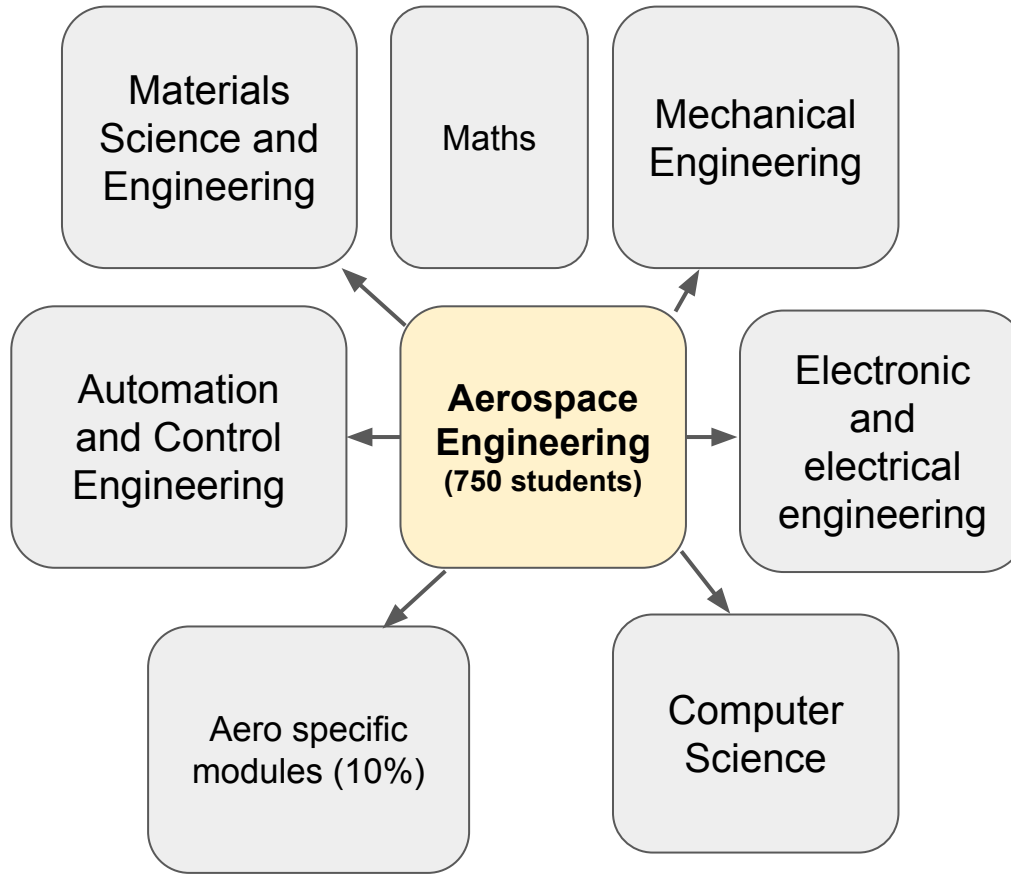 Materials
Science and
Engineering
Maths
Mechanical
Engineering
Automation
and Control
Engineering
Aerospace
Engineering
(750 students)
Electronic
and
electrical
engineering
Aero specific
modules (10%)
Computer
Science